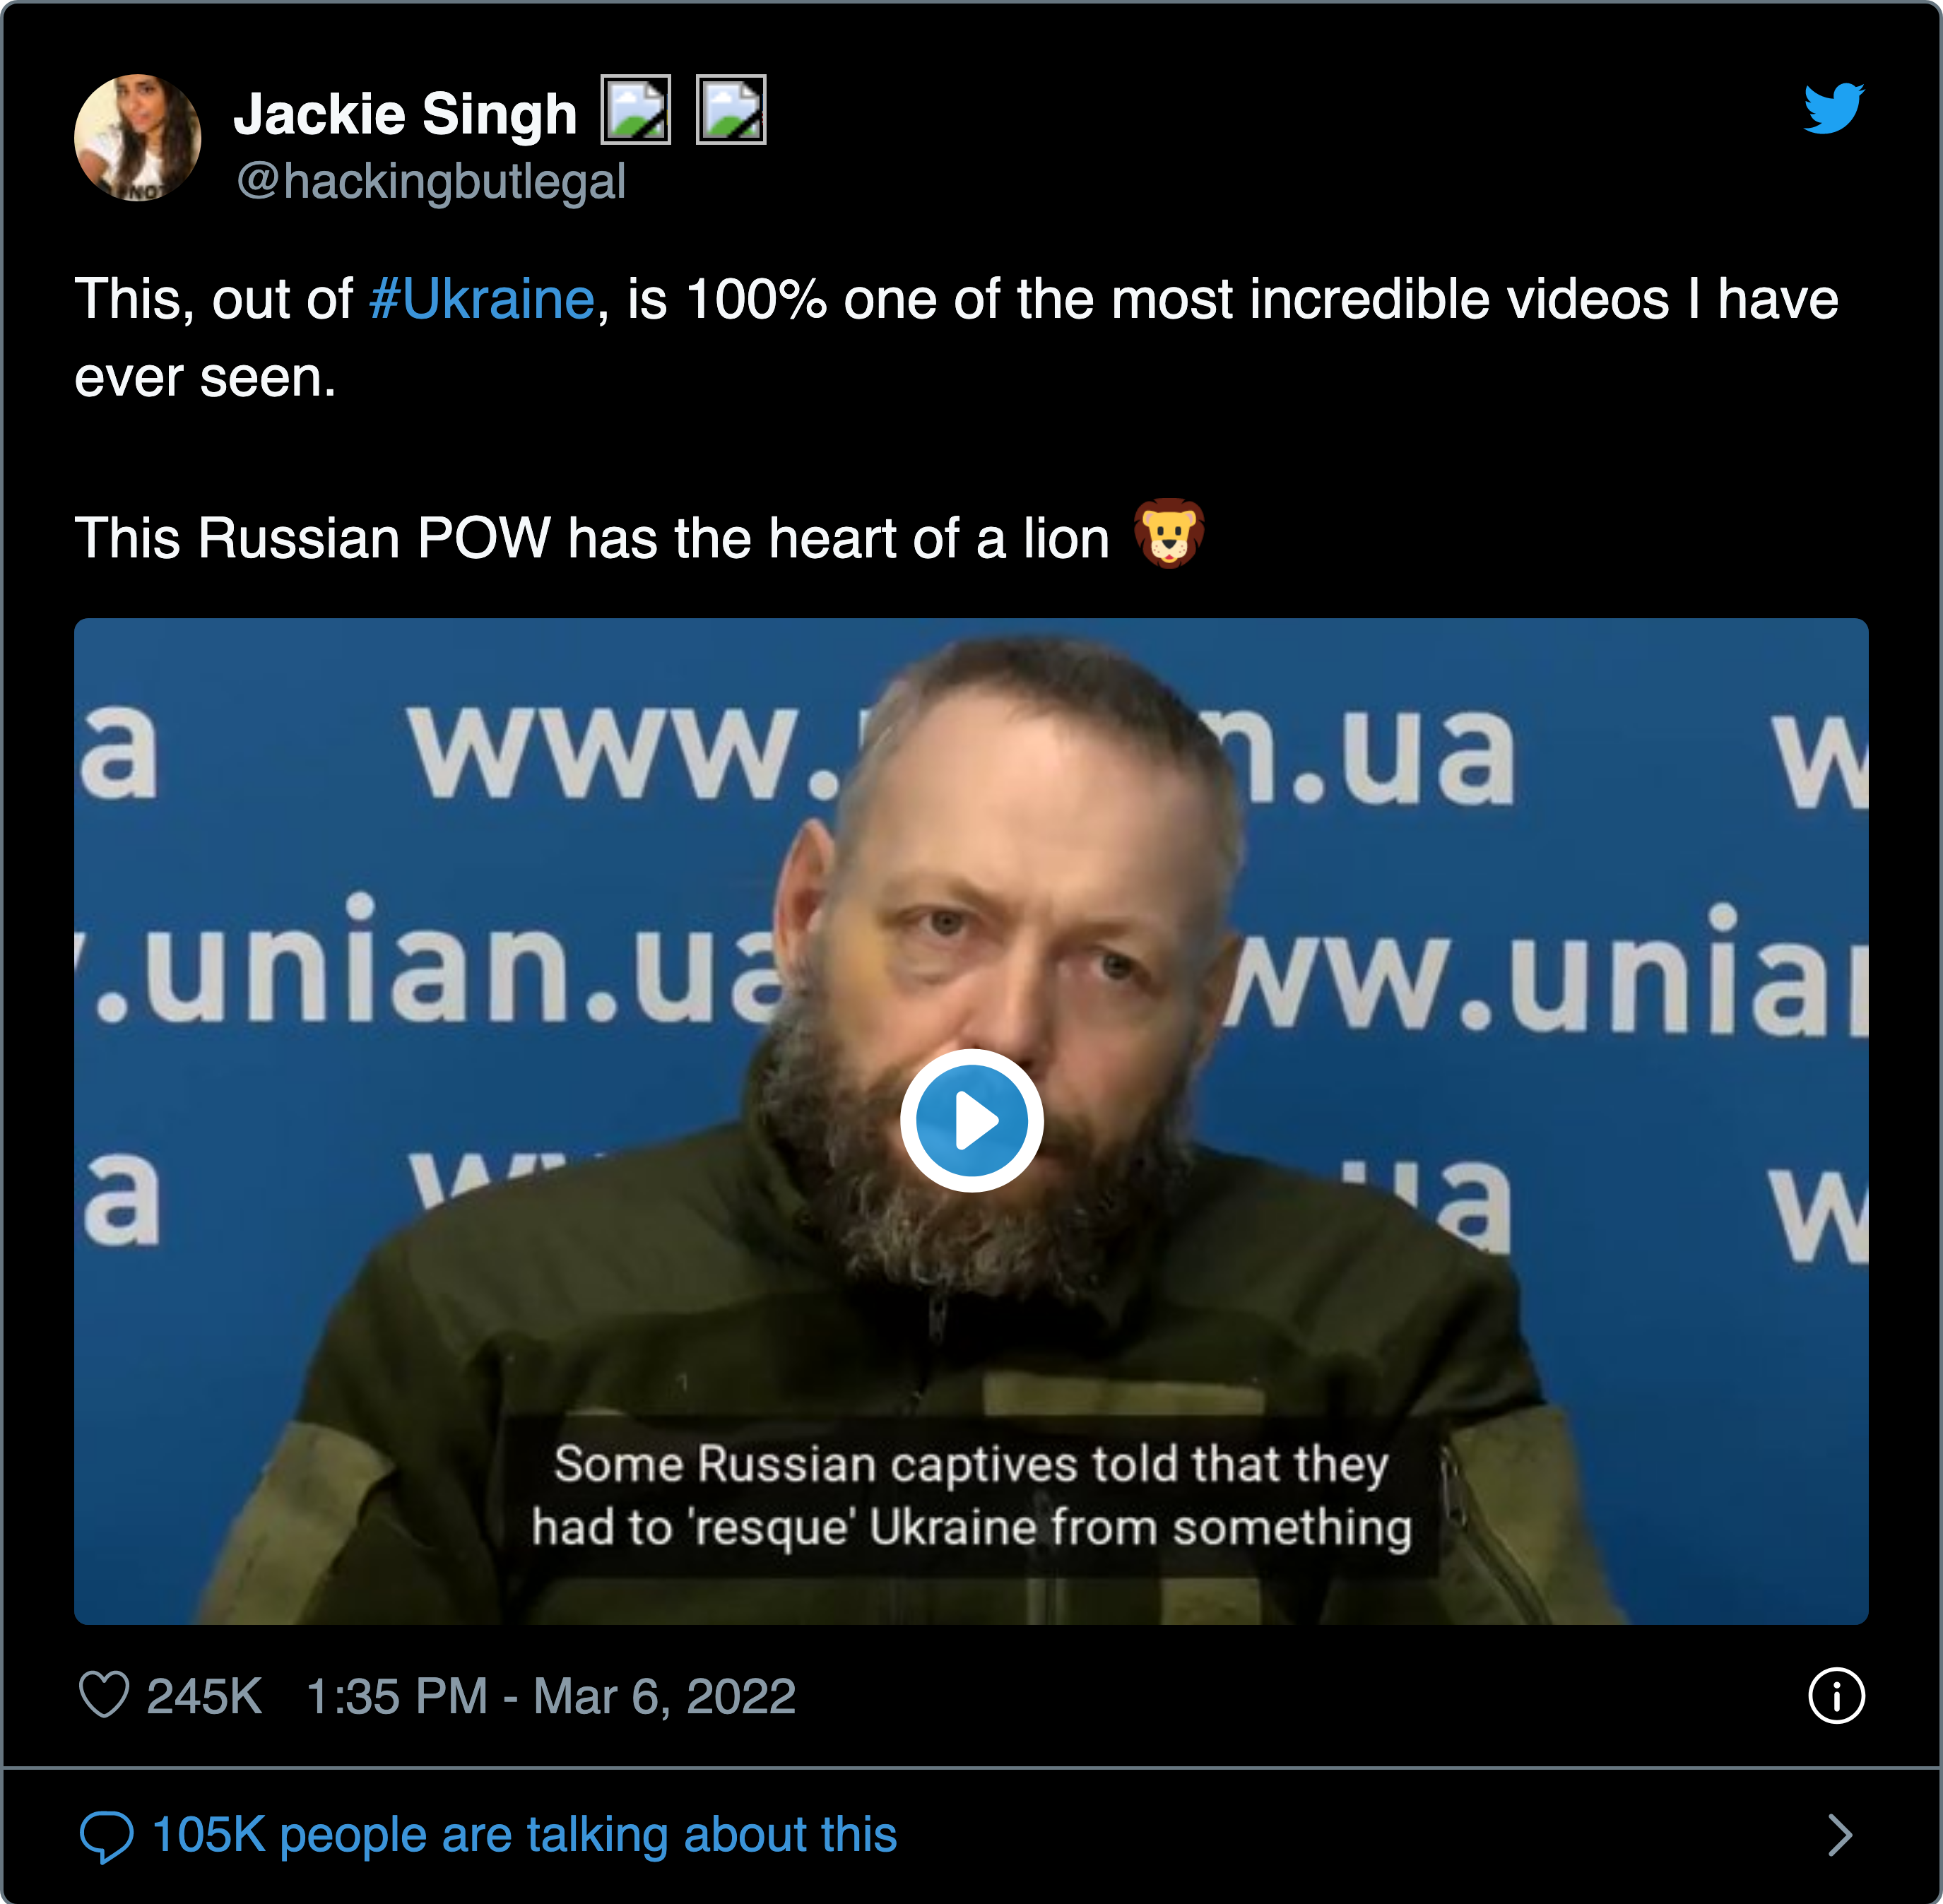 Jackie Singh
@hackingbutlegal
This, out of #Ukraine, is 100% one of the most incredible videos I have
ever seen.
This Russian POW has the heart of a lion 🦁
a www. n.ua w
.unian.ua ww.unian
a ww ua w
Some Russian captives told that they
had to 'resque' Ukraine from something
245K 1:35 PM - Mar 6, 2022
105K people are talking about this